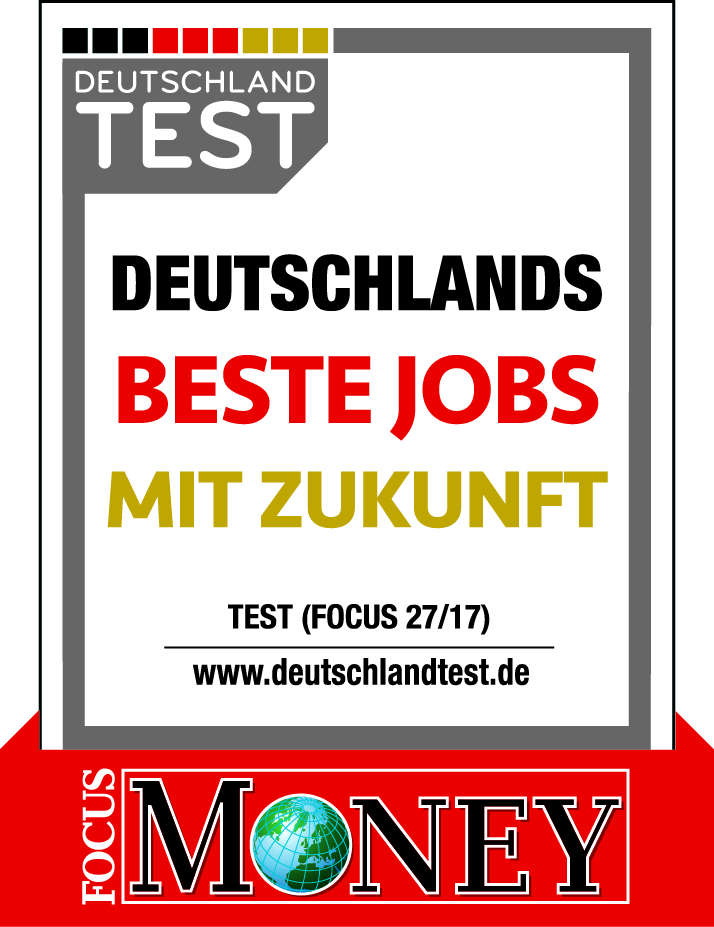 DEUTSCHLAND
TEST
DEUTSCHLANDS
BESTE JOBS
MIT ZUKUNFT
TEST (FOCUS 27/17)
www.deutschlandtest.de
FOCUS
MONEY